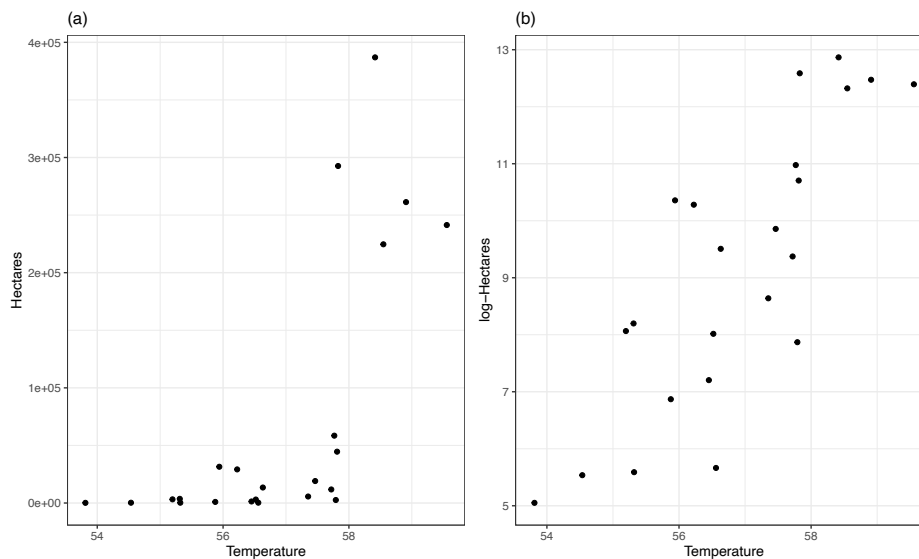 (a)
4e+05
3e+05
2e+05
1e+05
0e+00
Hectares
54
56
58
Temperature
(b)
13
11
9
7
5
log−Hectares
54
56
58
Temperature